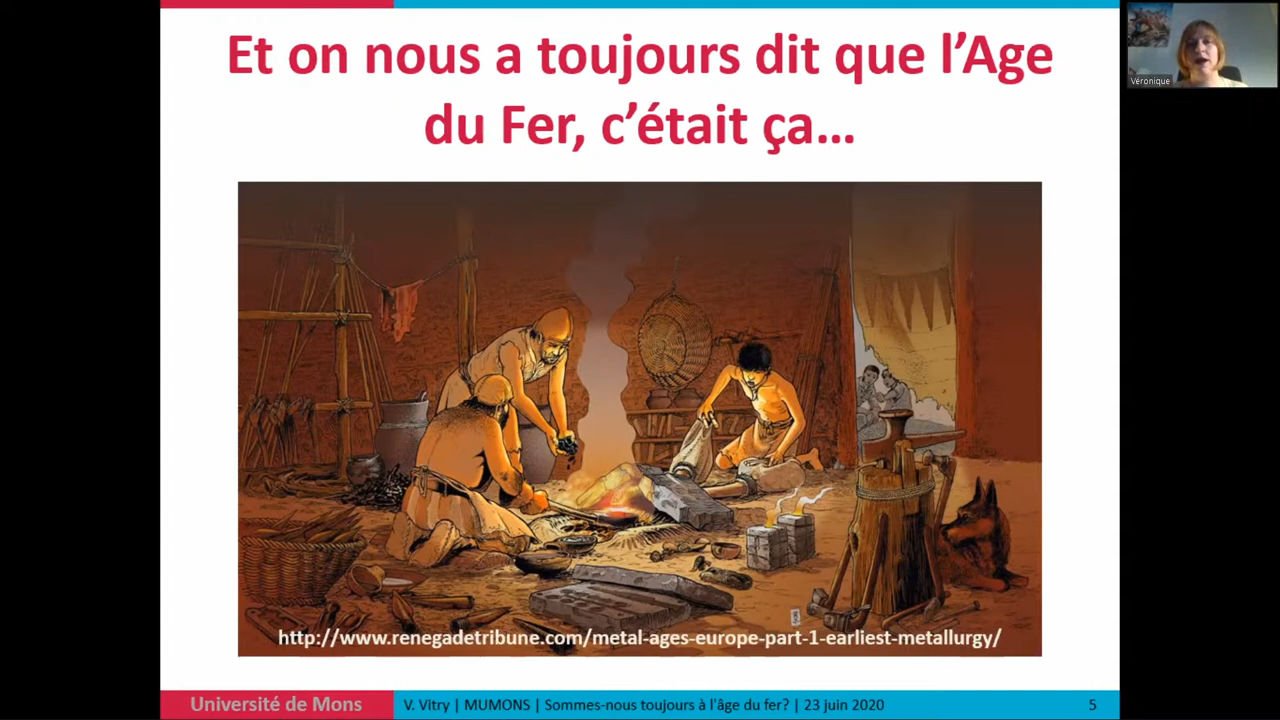 Et on nous a toujours dit que l’Age
du Fer, c’était ça…
Véronique
http://www.renegadetribune.com/metal-ages-europe-part-1-earliest-metallurgy/
Université de Mons
V. Vitry | MUMONS | Sommes-nous toujours à l'âge du fer? | 23 juin 2020
5